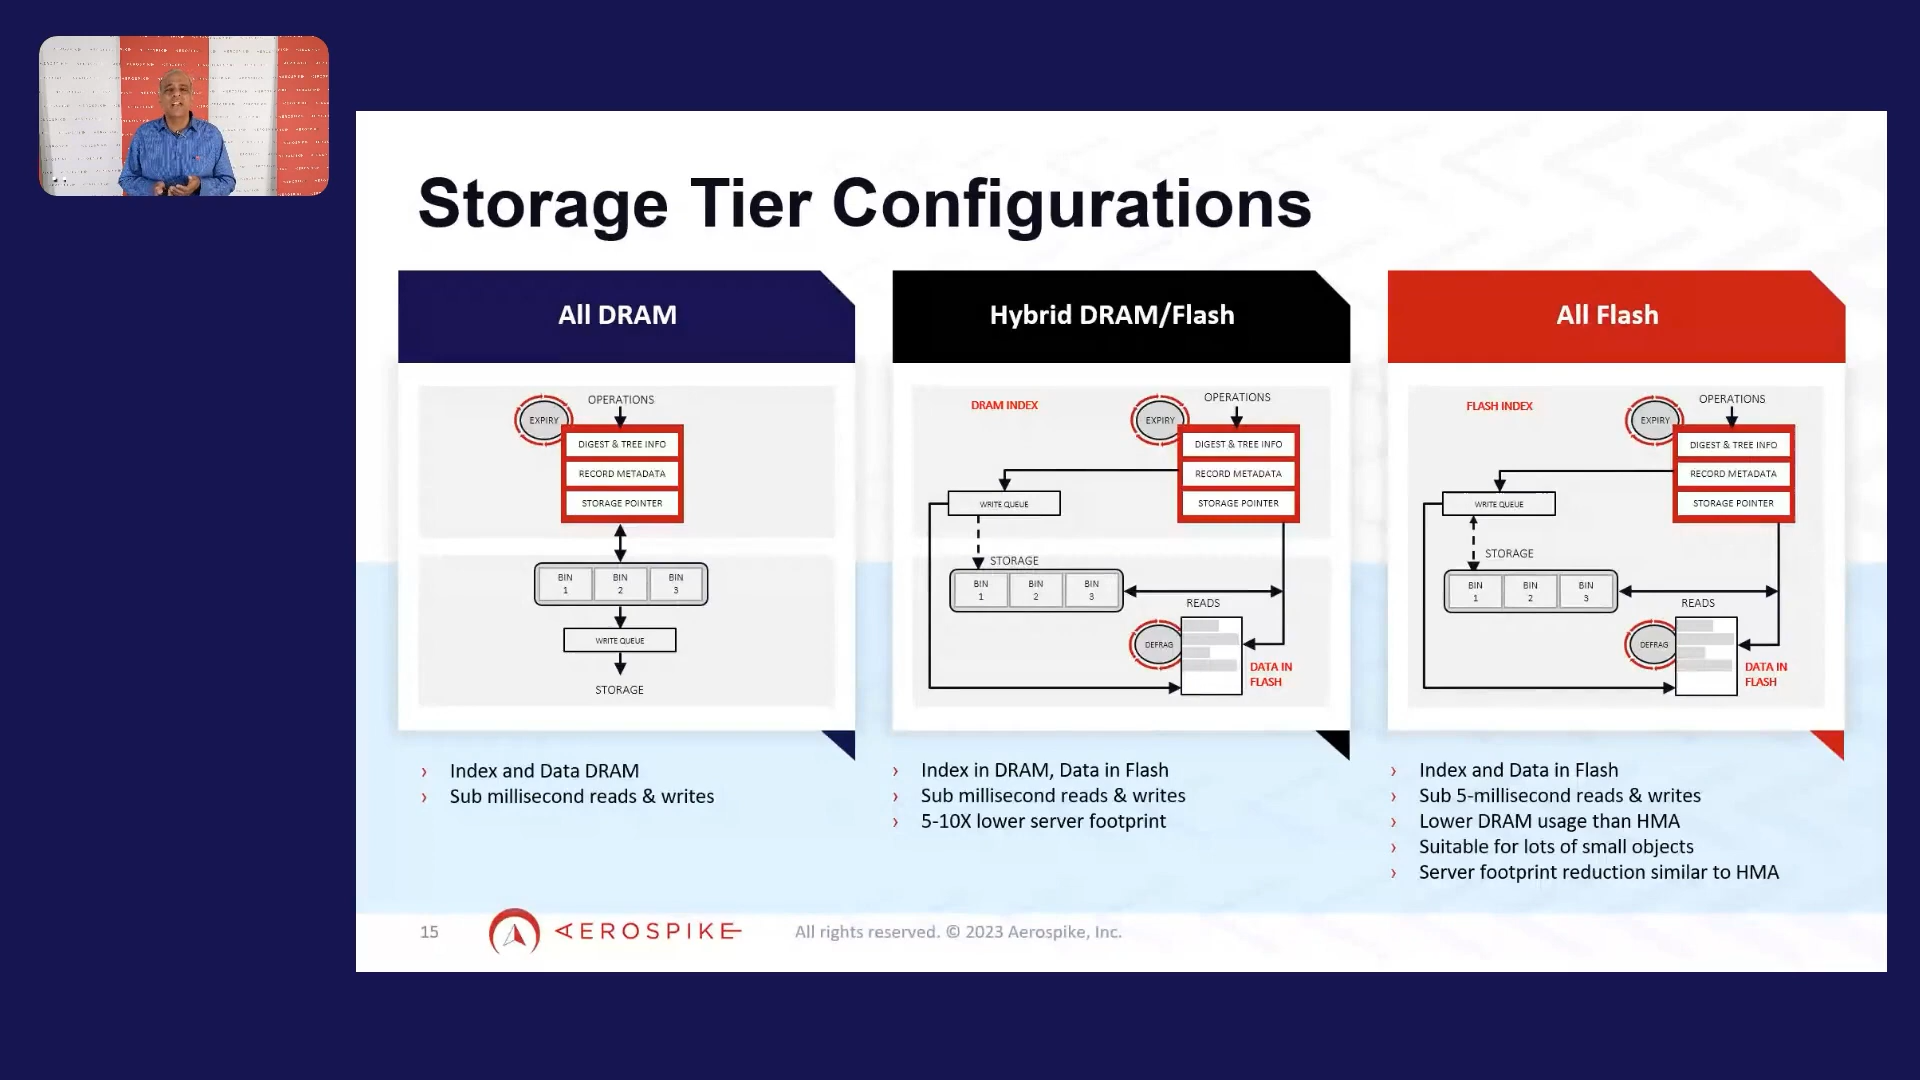 Storage Tier Configurations
All DRAM
EXPIRY
OPERATIONS
DIGEST & TREE INFO
RECORD METADATA
STORAGE POINTER
BIN 1
BIN 2
BIN 3
WRITE QUEUE
STORAGE
› Index and Data DRAM
› Sub millisecond reads & writes
Hybrid DRAM/Flash
DRAM INDEX
EXPIRY
OPERATIONS
DIGEST & TREE INFO
RECORD METADATA
STORAGE POINTER
WRITE QUEUE
STORAGE
BIN 1
BIN 2
BIN 3
READS
DEFRAG
DATA IN
FLASH
› Index in DRAM, Data in Flash
› Sub millisecond reads & writes
› 5-10X lower server footprint
All Flash
FLASH INDEX
EXPIRY
OPERATIONS
DIGEST & TREE INFO
RECORD METADATA
STORAGE POINTER
WRITE QUEUE
STORAGE
BIN 1
BIN 2
BIN 3
READS
DEFRAG
DATA IN
FLASH
› Index and Data in Flash
› Sub 5-millisecond reads & writes
› Lower DRAM usage than HMA
› Suitable for lots of small objects
› Server footprint reduction similar to HMA
15
AEROSPIKE
All rights reserved. © 2023 Aerospike, Inc.